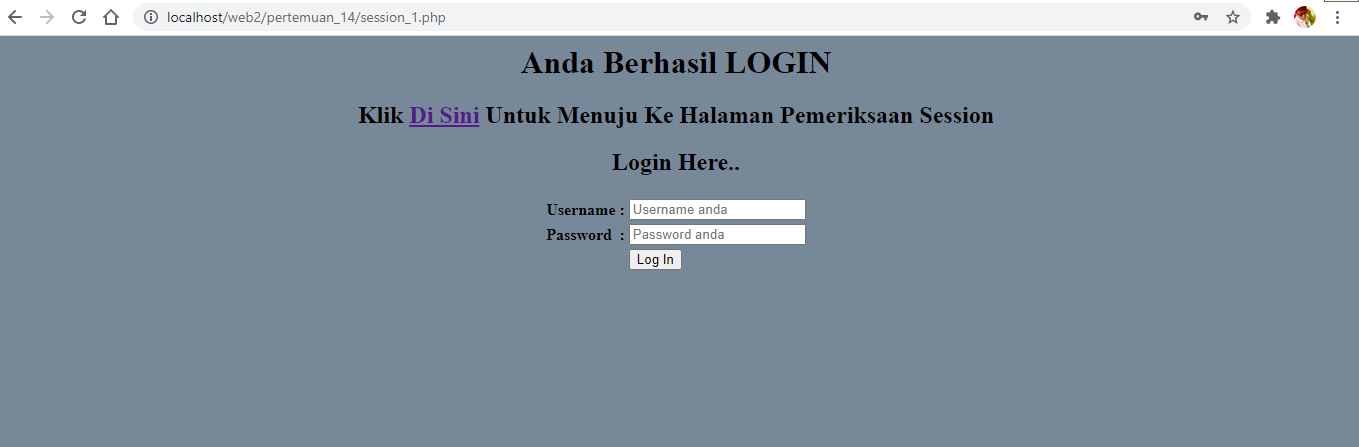 localhost/web2/pertemuan_14/session_1.php
Anda Berhasil LOGIN
Klik Di Sini Untuk Menuju Ke Halaman Pemeriksaan Session
Login Here..
Username : Username anda
Password : Password anda
Log In